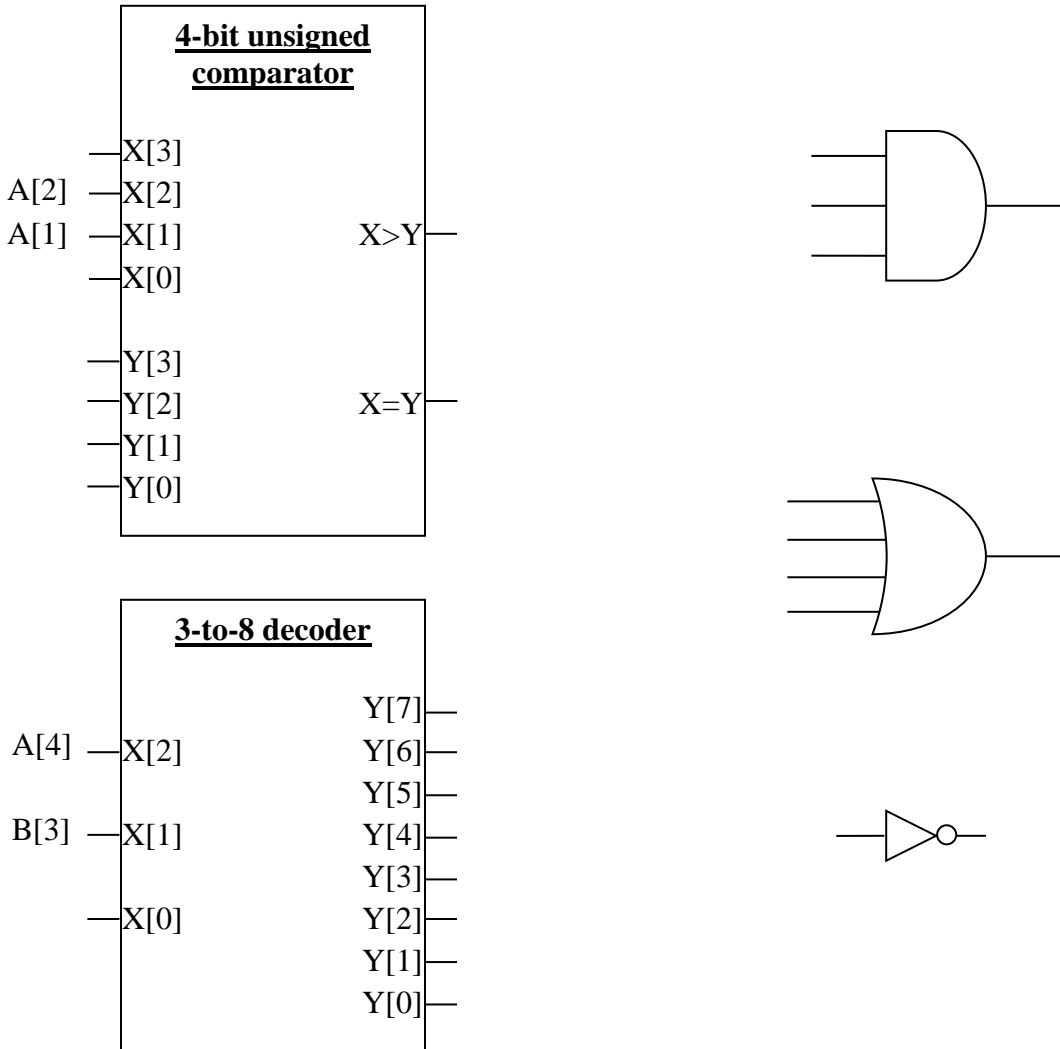 4-bit unsigned
comparator
X[3]
A[2] X[2]
A[1] X[1] X>Y
X[0]
Y[3]
Y[2] X=Y
Y[1]
Y[0]
3-to-8 decoder
Y[7]
A[4] X[2] Y[6]
Y[5]
B[3] X[1] Y[4]
Y[3]
X[0] Y[2]
Y[1]
Y[0]